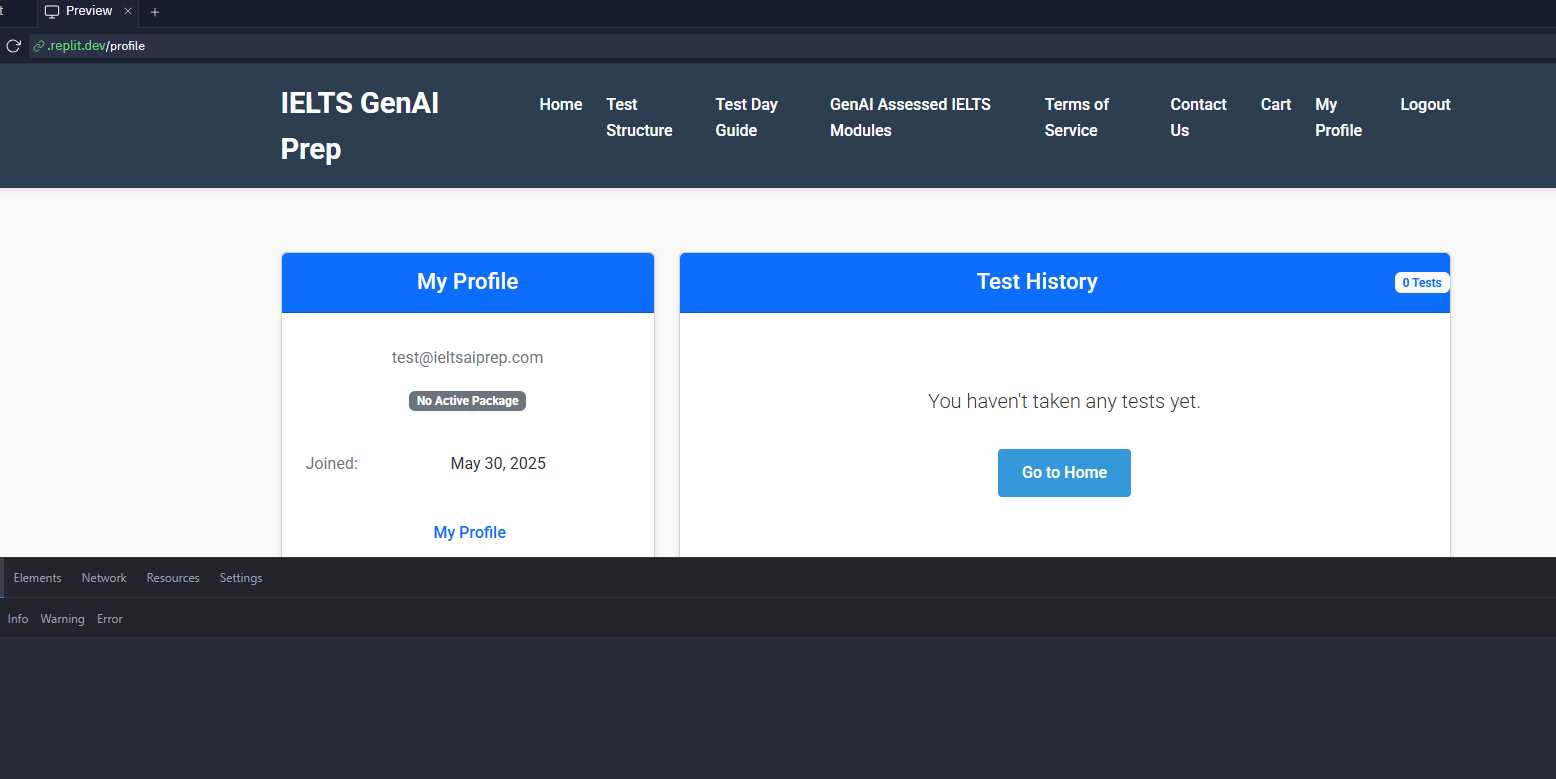 t
Preview
.replit.dev/profile
IELTS GenAI
Prep
Home
Test
Structure
Test Day
Guide
GenAI Assessed IELTS
Modules
Terms of
Service
Contact
Us
Cart
My
Profile
Logout
My Profile
test@ieltsaiprep.com
No Active Package
Joined: May 30, 2025
My Profile
Test History
0 Tests
You haven't taken any tests yet.
Go to Home
Elements Network Resources Settings
Info Warning Error